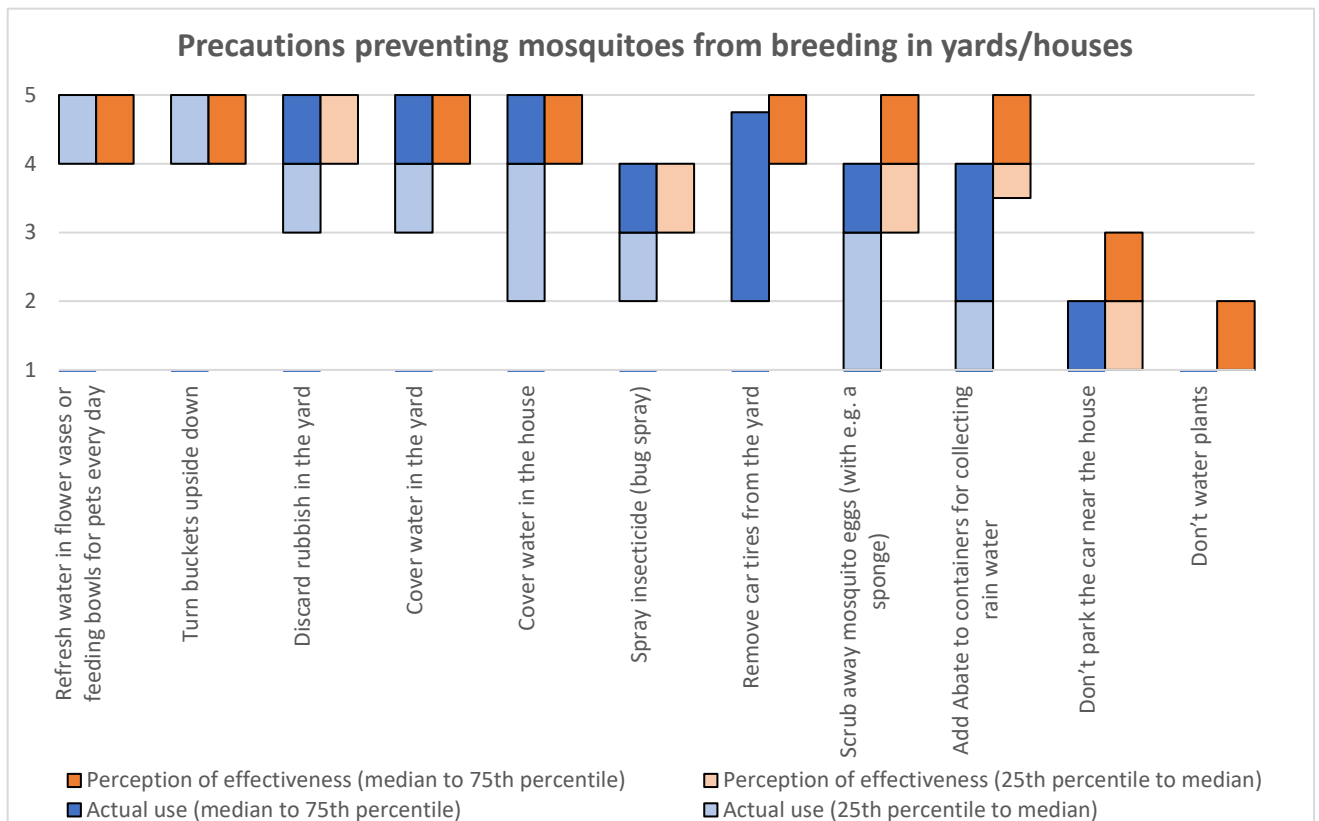 Precautions preventing mosquitoes from breeding in yards/houses
5
4
3
2
1
Refresh water in flower vases or
feeding bowls for pets every day
Turn buckets upside down
Discard rubbish in the yard
Cover water in the yard
Cover water in the house
Spray insecticide (bug spray)
Remove car tires from the yard
Scrub away mosquito eggs (with e.g. a
sponge)
Add Abate to containers for collecting
rain water
Don't park the car near the house
Don't water plants
Perception of effectiveness (median to 75th percentile)
Perception of effectiveness (25th percentile to median)
Actual use (median to 75th percentile)
Actual use (25th percentile to median)